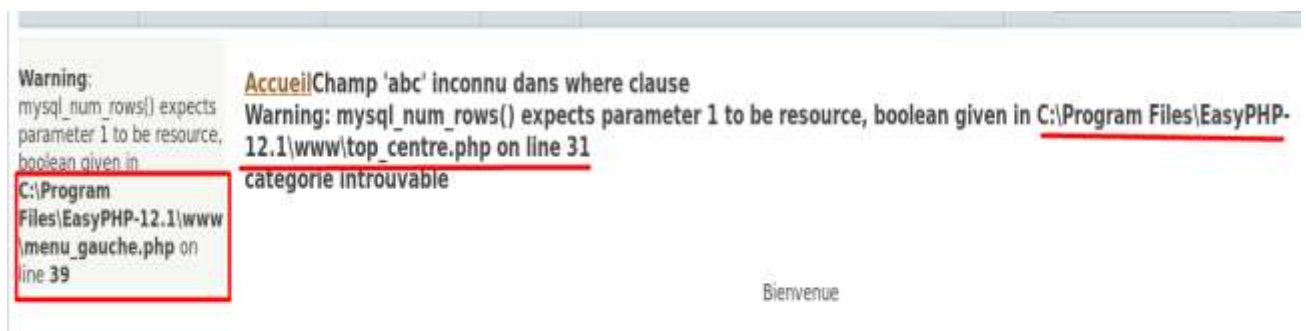 Warning:
mysql_num_rows() expects
parameter 1 to be resource,
boolean given in
C:\Program
Files\EasyPHP-12.1\www
\menu_gauche.php on
line 39
AccueilChamp 'abc' inconnu dans where clause
Warning: mysql_num_rows() expects parameter 1 to be resource, boolean given in C:\Program Files\EasyPHP-
12.1\www\top_centre.php on line 31
categorie introuvable
Bienvenue